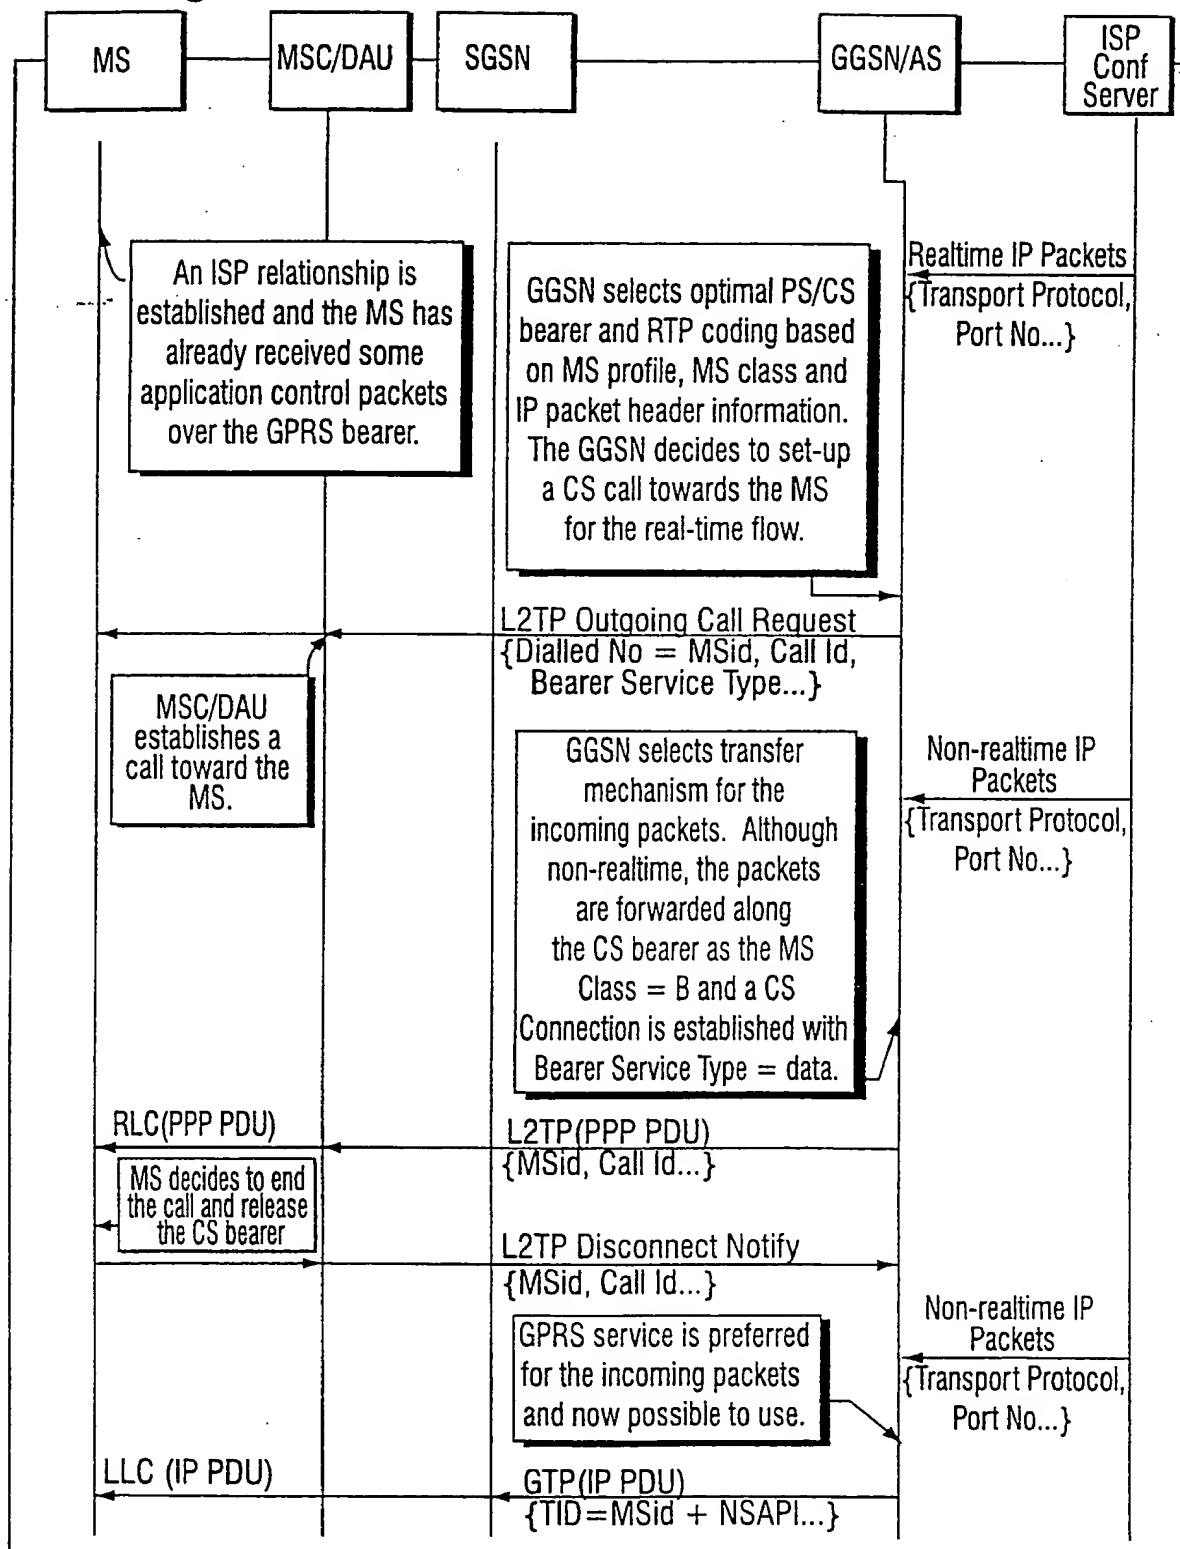 MS
MSC/DAU
SGSN
GGSN/AS
ISP
Conf
Server
An ISP relationship is
established and the MS has
already received some
application control packets
over the GPRS bearer.
GGSN selects optimal PS/CS
bearer and RTP coding based
on MS profile, MS class and
IP packet header information.
The GGSN decides to set-up
a CS call towards the MS
for the real-time flow.
Realtime IP Packets
{Transport Protocol,
Port No...}
L2TP Outgoing Call Request
{Dialled No = MSid, Call Id,
Bearer Service Type...}
MSC/DAU
establishes a
call toward the
MS.
GGSN selects transfer
mechanism for the
incoming packets. Although
non-realtime, the packets
are forwarded along
the CS bearer as the MS
Class = B and a CS
Connection is established with
Bearer Service Type = data.
Non-realtime IP
Packets
{Transport Protocol,
Port No...}
RLC(PPP PDU)
L2TP(PPP PDU)
{MSid, Call Id...}
MS decides to end
the call and release
the CS bearer
L2TP Disconnect Notify
{MSid, Call Id...}
GPRS service is preferred
for the incoming packets
and now possible to use.
Non-realtime IP
Packets
{Transport Protocol,
Port No...}
LLC (IP PDU)
GTP(IP PDU)
{TID=MSid + NSAPI...}